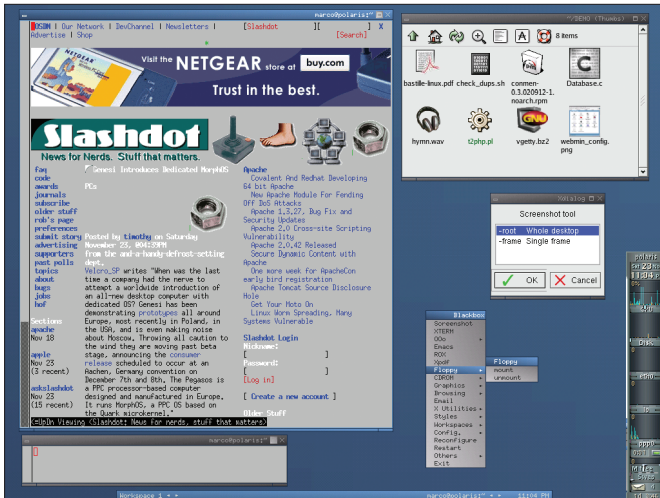 marco@polaris:~
OSDN | Our Network | DevChannel | Newsletters | [Slashdot ][ ] X
Advertise | Shop [Search]
Visit the NETGEAR store at buy.com
Trust in the best.
Slashdot
News for Nerds. Stuff that matters.
faq
code
awards
journals
subscribe
older stuff
rob's page
preferences
submit story
advertising
supporters
past polls
topics
about
bugs
jobs
hof
Sections
apache
Nov 18
apple
Nov 23
(3 recent)
askslashdot
Nov 23
(15 recent)
Genesi Introduces Dedicated MorphOS
PCs
Posted by timothy on Saturday
November 23, @04:39PM
from the and-a-handy-defrost-setting
dept.
Velcro_SP writes "When was the last
time a company had the nerve to
attempt a worldwide introduction of
an all-new desktop computer with
dedicated OS? Genesi has been
demonstrating prototypes all around
Europe, most recently in Poland, in
the USA, and is even making noise
about Moscow. Throwing all caution to
the wind they are moving past beta
stage, announcing the consumer
release scheduled to occur at an
Aachen, Germany convention on
December 7th and 8th. The Pegasos is
a PPC processor-based computer
designed and manufactured in Europe.
It runs MorphOS, a PPC OS based on
the Quark microkernel."
Apache
Covalent And Redhat Developing
64 bit Apache
New Apache Module For Fending
Off DoS Attacks
Apache 1.3.27, Bug Fix and
Security Updates
Apache 2.0 Cross-site Scripting
Vulnerability
Apache 2.0.42 Released
Secure Dynamic Content with
Apache
One more week for ApacheCon
early bird registration
Apache Tomcat Source Disclosure
Hole
Get Your Moto On
Linux Worm Spreading, Many
Systems Vulnerable
Slashdot Login
Nickname:
[ ]
Password:
[ ]
[Log in]
[ Create a new account ]
Older Stuff
(=UpDn Viewing (Slashdot: News for nerds, stuff that matters)
marco@polaris:~
~/DEMO (Thumbs)
8 items
bastille-linux.pdf
check_dups.sh
conmen-0.3.020912-1.noarch.rpm
Database.c
hymn.wav
t2php.pl
vgetty.bz2
webmin_config.png
GNU
Xdialog
Screenshot tool
-root Whole desktop
-frame Single frame
OK
Cancel
Blackbox
Screenshot
XTERM
OOo
Emacs
ROX
Xpdf
Floppy
CDROM
Graphics
Browsing
Email
X Utilities
Styles
Workspaces
Config.
Reconfigure
Restart
Others
Exit
Floppy
mount
unmount
polaris
Disk
ppp0
Workspace 1
marco@polaris:~
11:04 PM